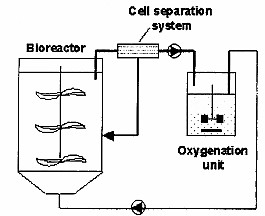 Cell separation
system
Bioreactor
Oxygenation
unit